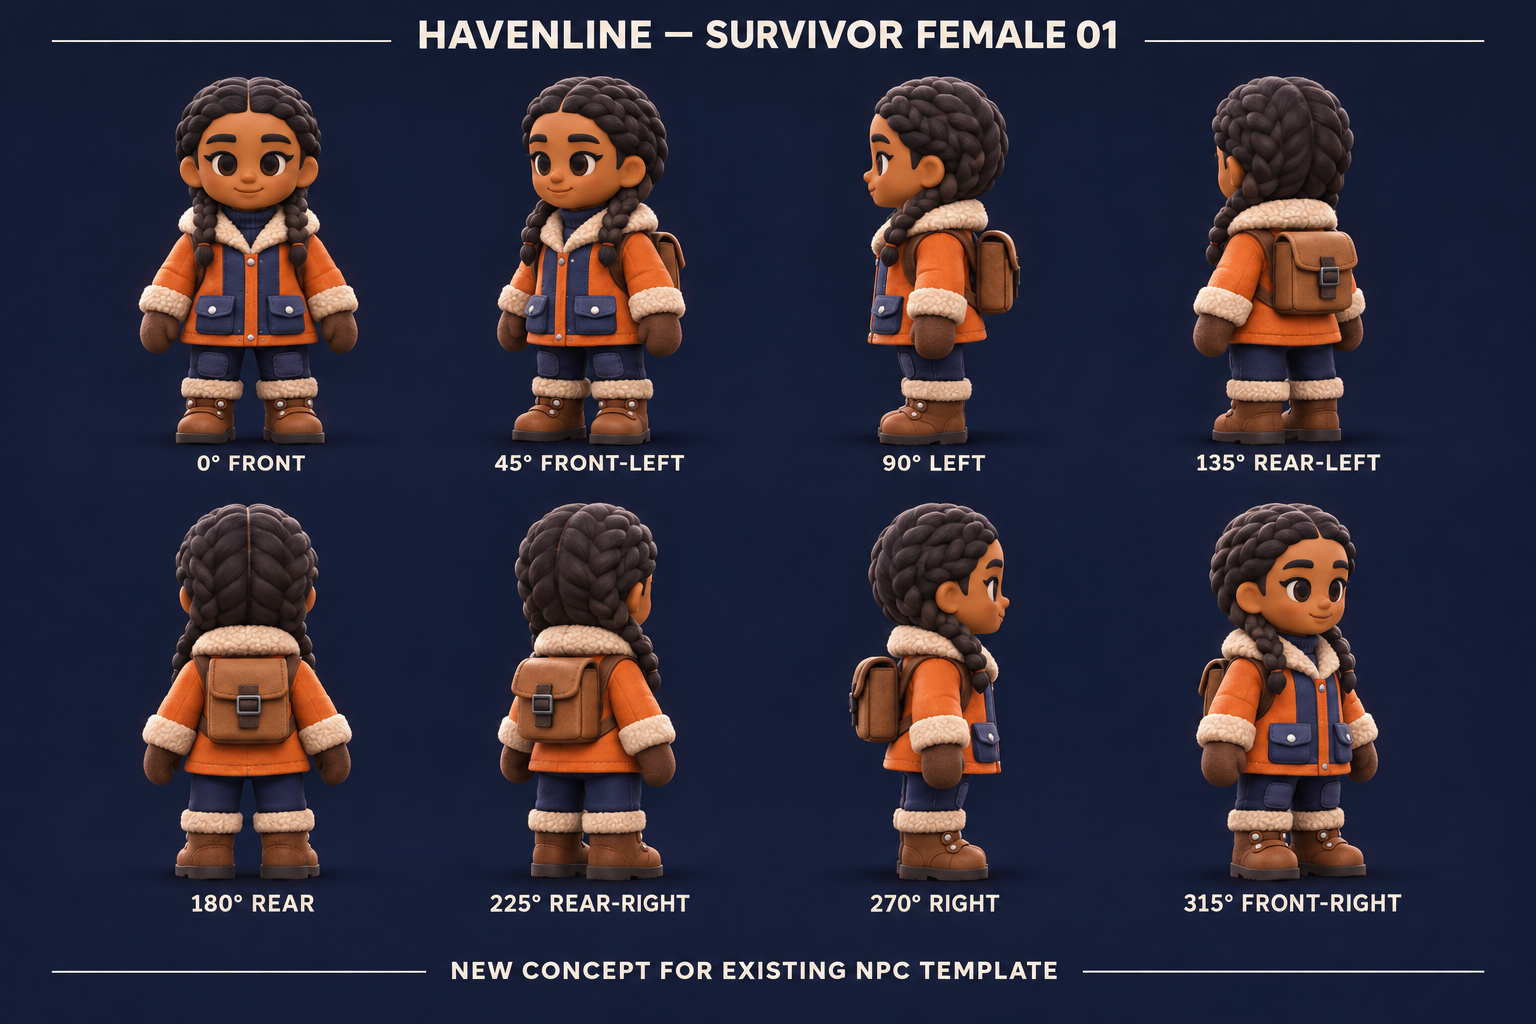 HAVENLINE — SURVIVOR FEMALE 01
0° FRONT
45° FRONT-LEFT
90° LEFT
135° REAR-LEFT
180° REAR
225° REAR-RIGHT
270° RIGHT
315° FRONT-RIGHT
NEW CONCEPT FOR EXISTING NPC TEMPLATE